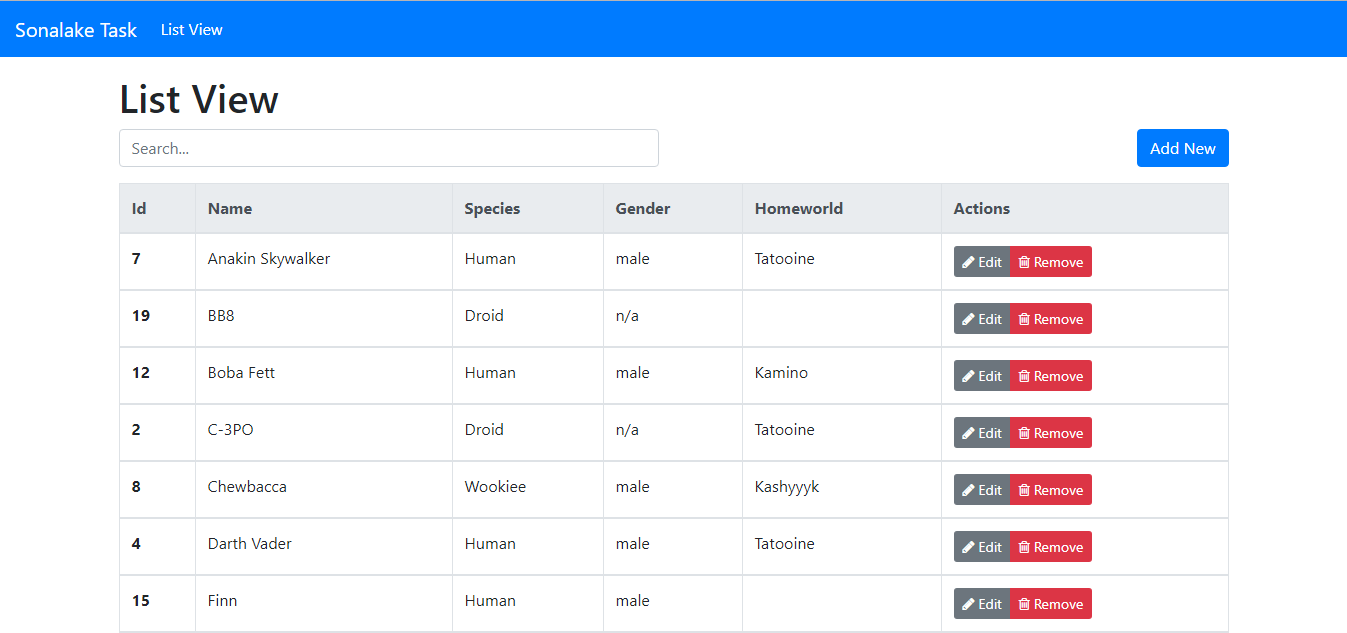 Sonalake Task List View
List View
Search...
Add New
Id Name Species Gender Homeworld Actions
7 Anakin Skywalker Human male Tatooine Edit Remove
19 BB8 Droid n/a Edit Remove
12 Boba Fett Human male Kamino Edit Remove
2 C-3PO Droid n/a Tatooine Edit Remove
8 Chewbacca Wookiee male Kashyyyk Edit Remove
4 Darth Vader Human male Tatooine Edit Remove
15 Finn Human male Edit Remove